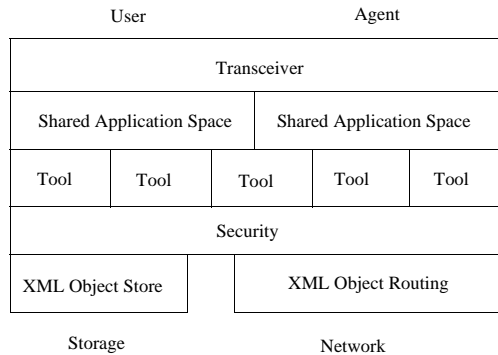 User Agent
Transceiver
Shared Application Space Shared Application Space
Tool Tool Tool Tool Tool
Security
XML Object Store XML Object Routing
Storage Network